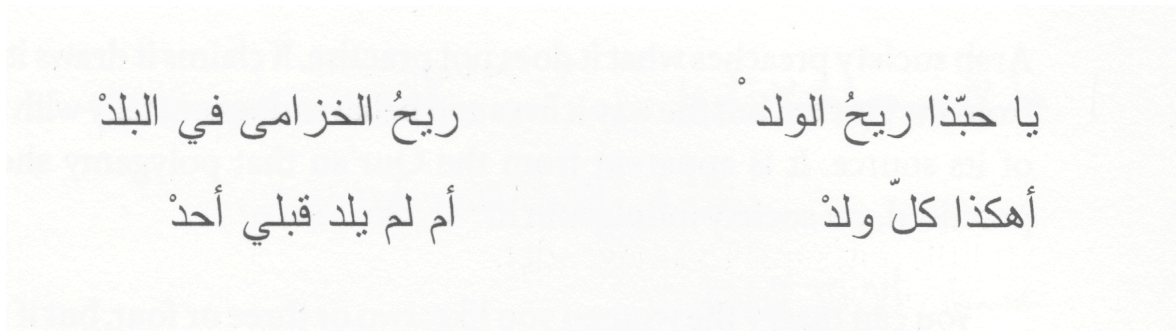 يا حبّذا ريحُ الولدْ ريحُ الخزامى في البلدْ
أهكذا كلّ ولدْ أم لم يلد قبلي أحدْ